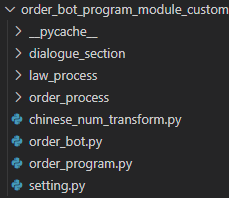 order_bot_program_module_custom
__pycache__
dialogue_section
law_process
order_process
chinese_num_transform.py
order_bot.py
order_program.py
setting.py